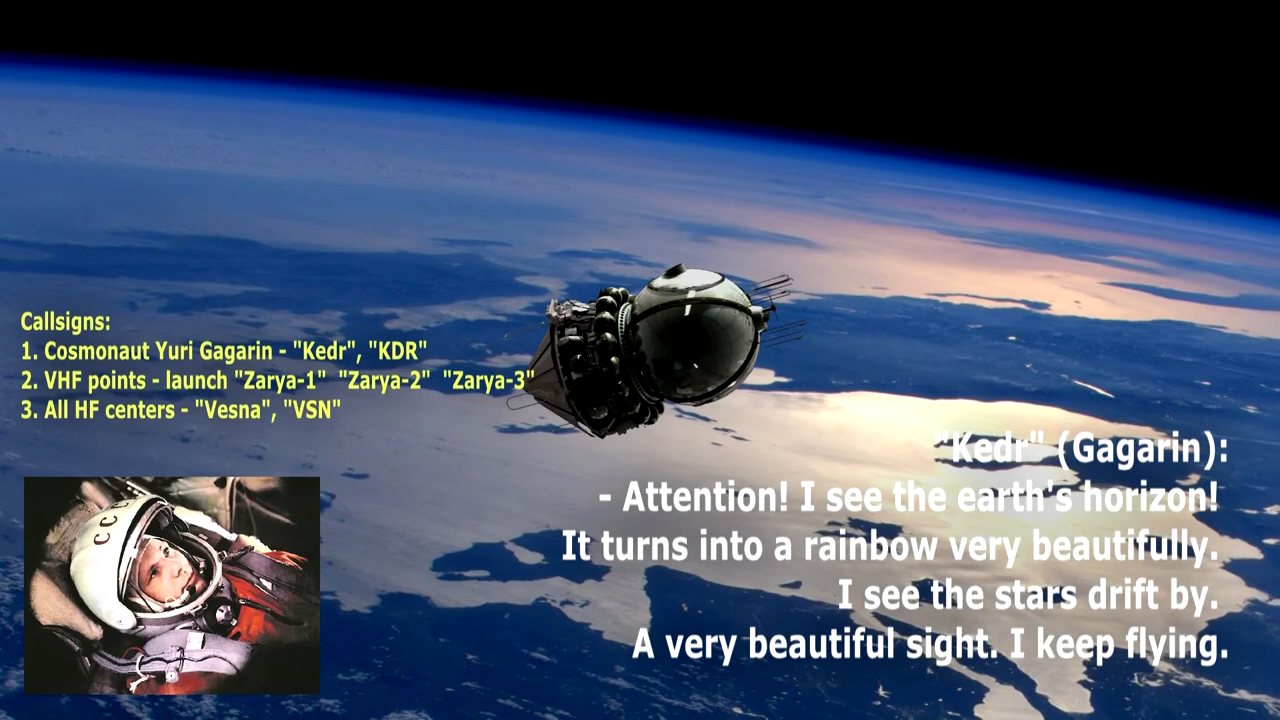 Callsigns:
1. Cosmonaut Yuri Gagarin - "Kedr", "KDR"
2. VHF points - launch "Zarya-1" "Zarya-2" "Zarya-3"
3. All HF centers - "Vesna", "VSN"
"Kedr" (Gagarin):
- Attention! I see the earth's horizon!
It turns into a rainbow very beautifully.
I see the stars drift by.
A very beautiful sight. I keep flying.